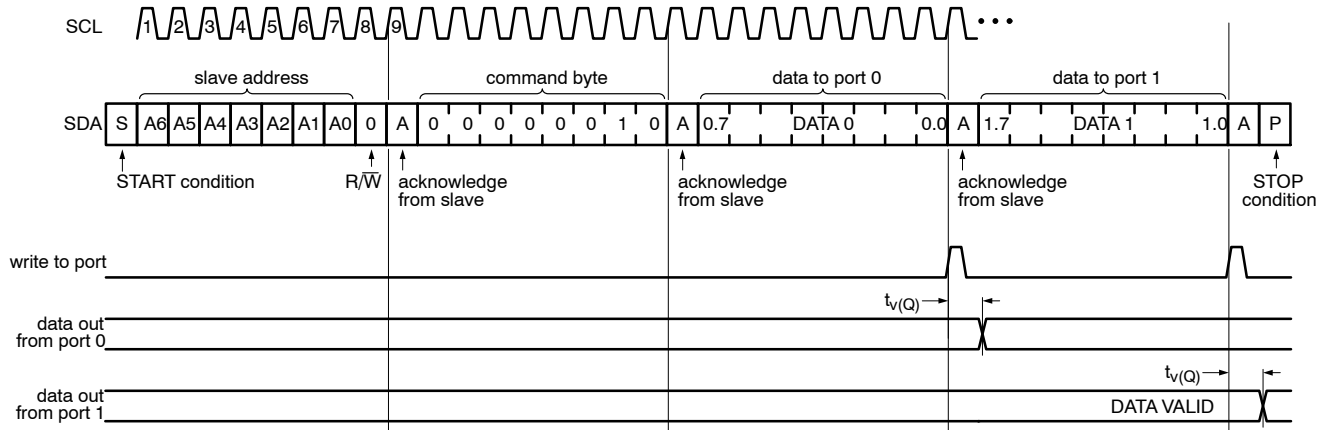 SCL 1 2 3 4 5 6 7 8 9 • • •
slave address command byte data to port 0 data to port 1
SDA S A6 A5 A4 A3 A2 A1 A0 0 A 0 0 0 0 0 0 1 0 A 0.7 DATA 0 0.0 A 1.7 DATA 1 1.0 A P
START condition R/W̅ acknowledge acknowledge acknowledge STOP
from slave from slave from slave condition
write to port
tv(Q)
data out
from port 0
tv(Q)
data out
from port 1 DATA VALID